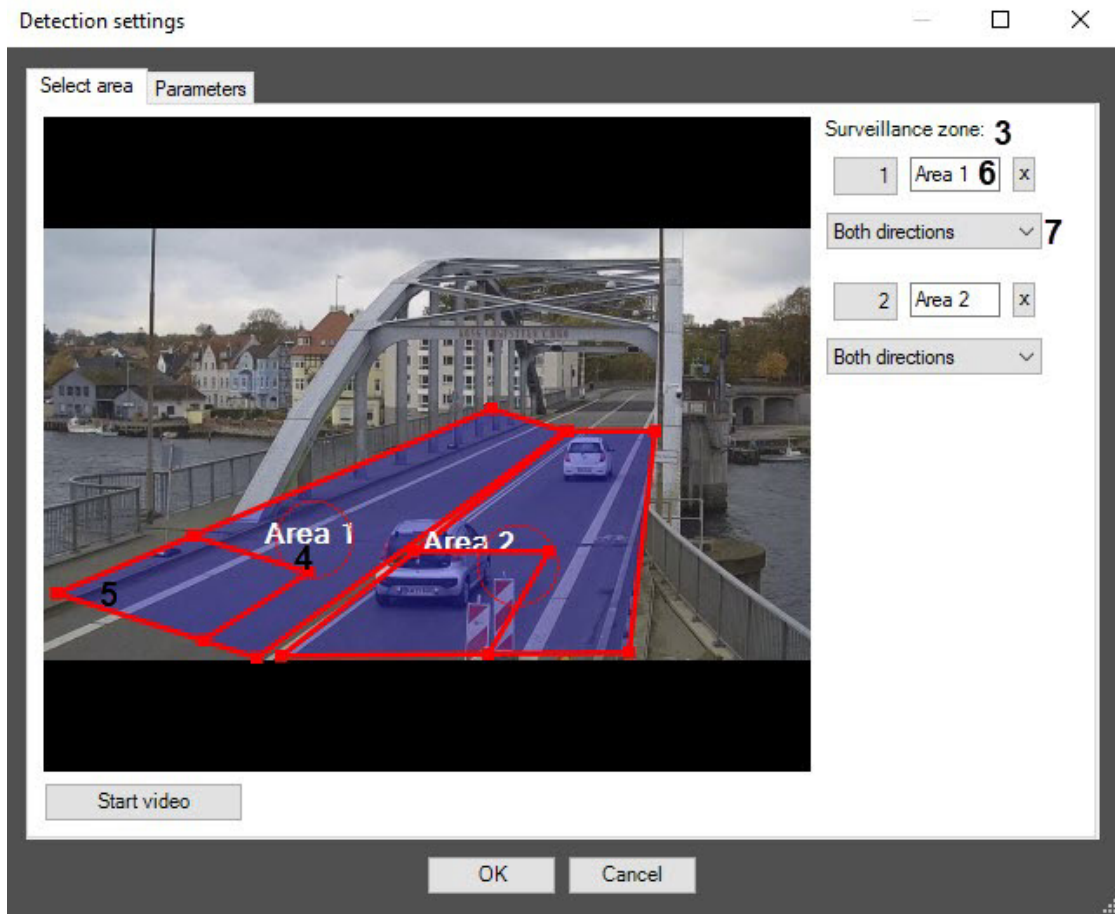 Detection settings
Select area
Parameters
Surveillance zone: 3
1 Area 1 6 x
Both directions 7
2 Area 2 x
Both directions
Area 1
4
Area 2
5
Start video
OK Cancel